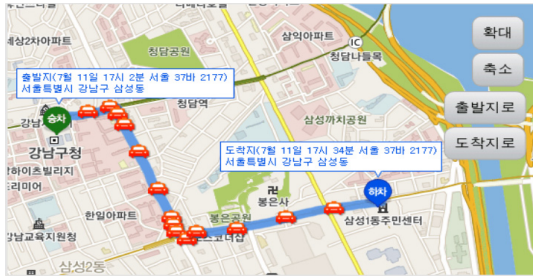 세상2차아파트
청담공원
삼익아파트
IC
청담나들목
확대
축소
출발지로
도착지로
출발지(7월 11일 17시 2분 서울 37바 2177)
서울특별시 강남구 삼성동
청담역
승차
강남구청
삼성까치공원
도착지(7월 11일 17시 34분 서울 37바 2177)
서울특별시 강남구 삼성동
하이츠빌리지
프리미어
봉은사
하차
한일아파트
봉은공원
삼성1동주민센터
강남교육지원청
삼성2동